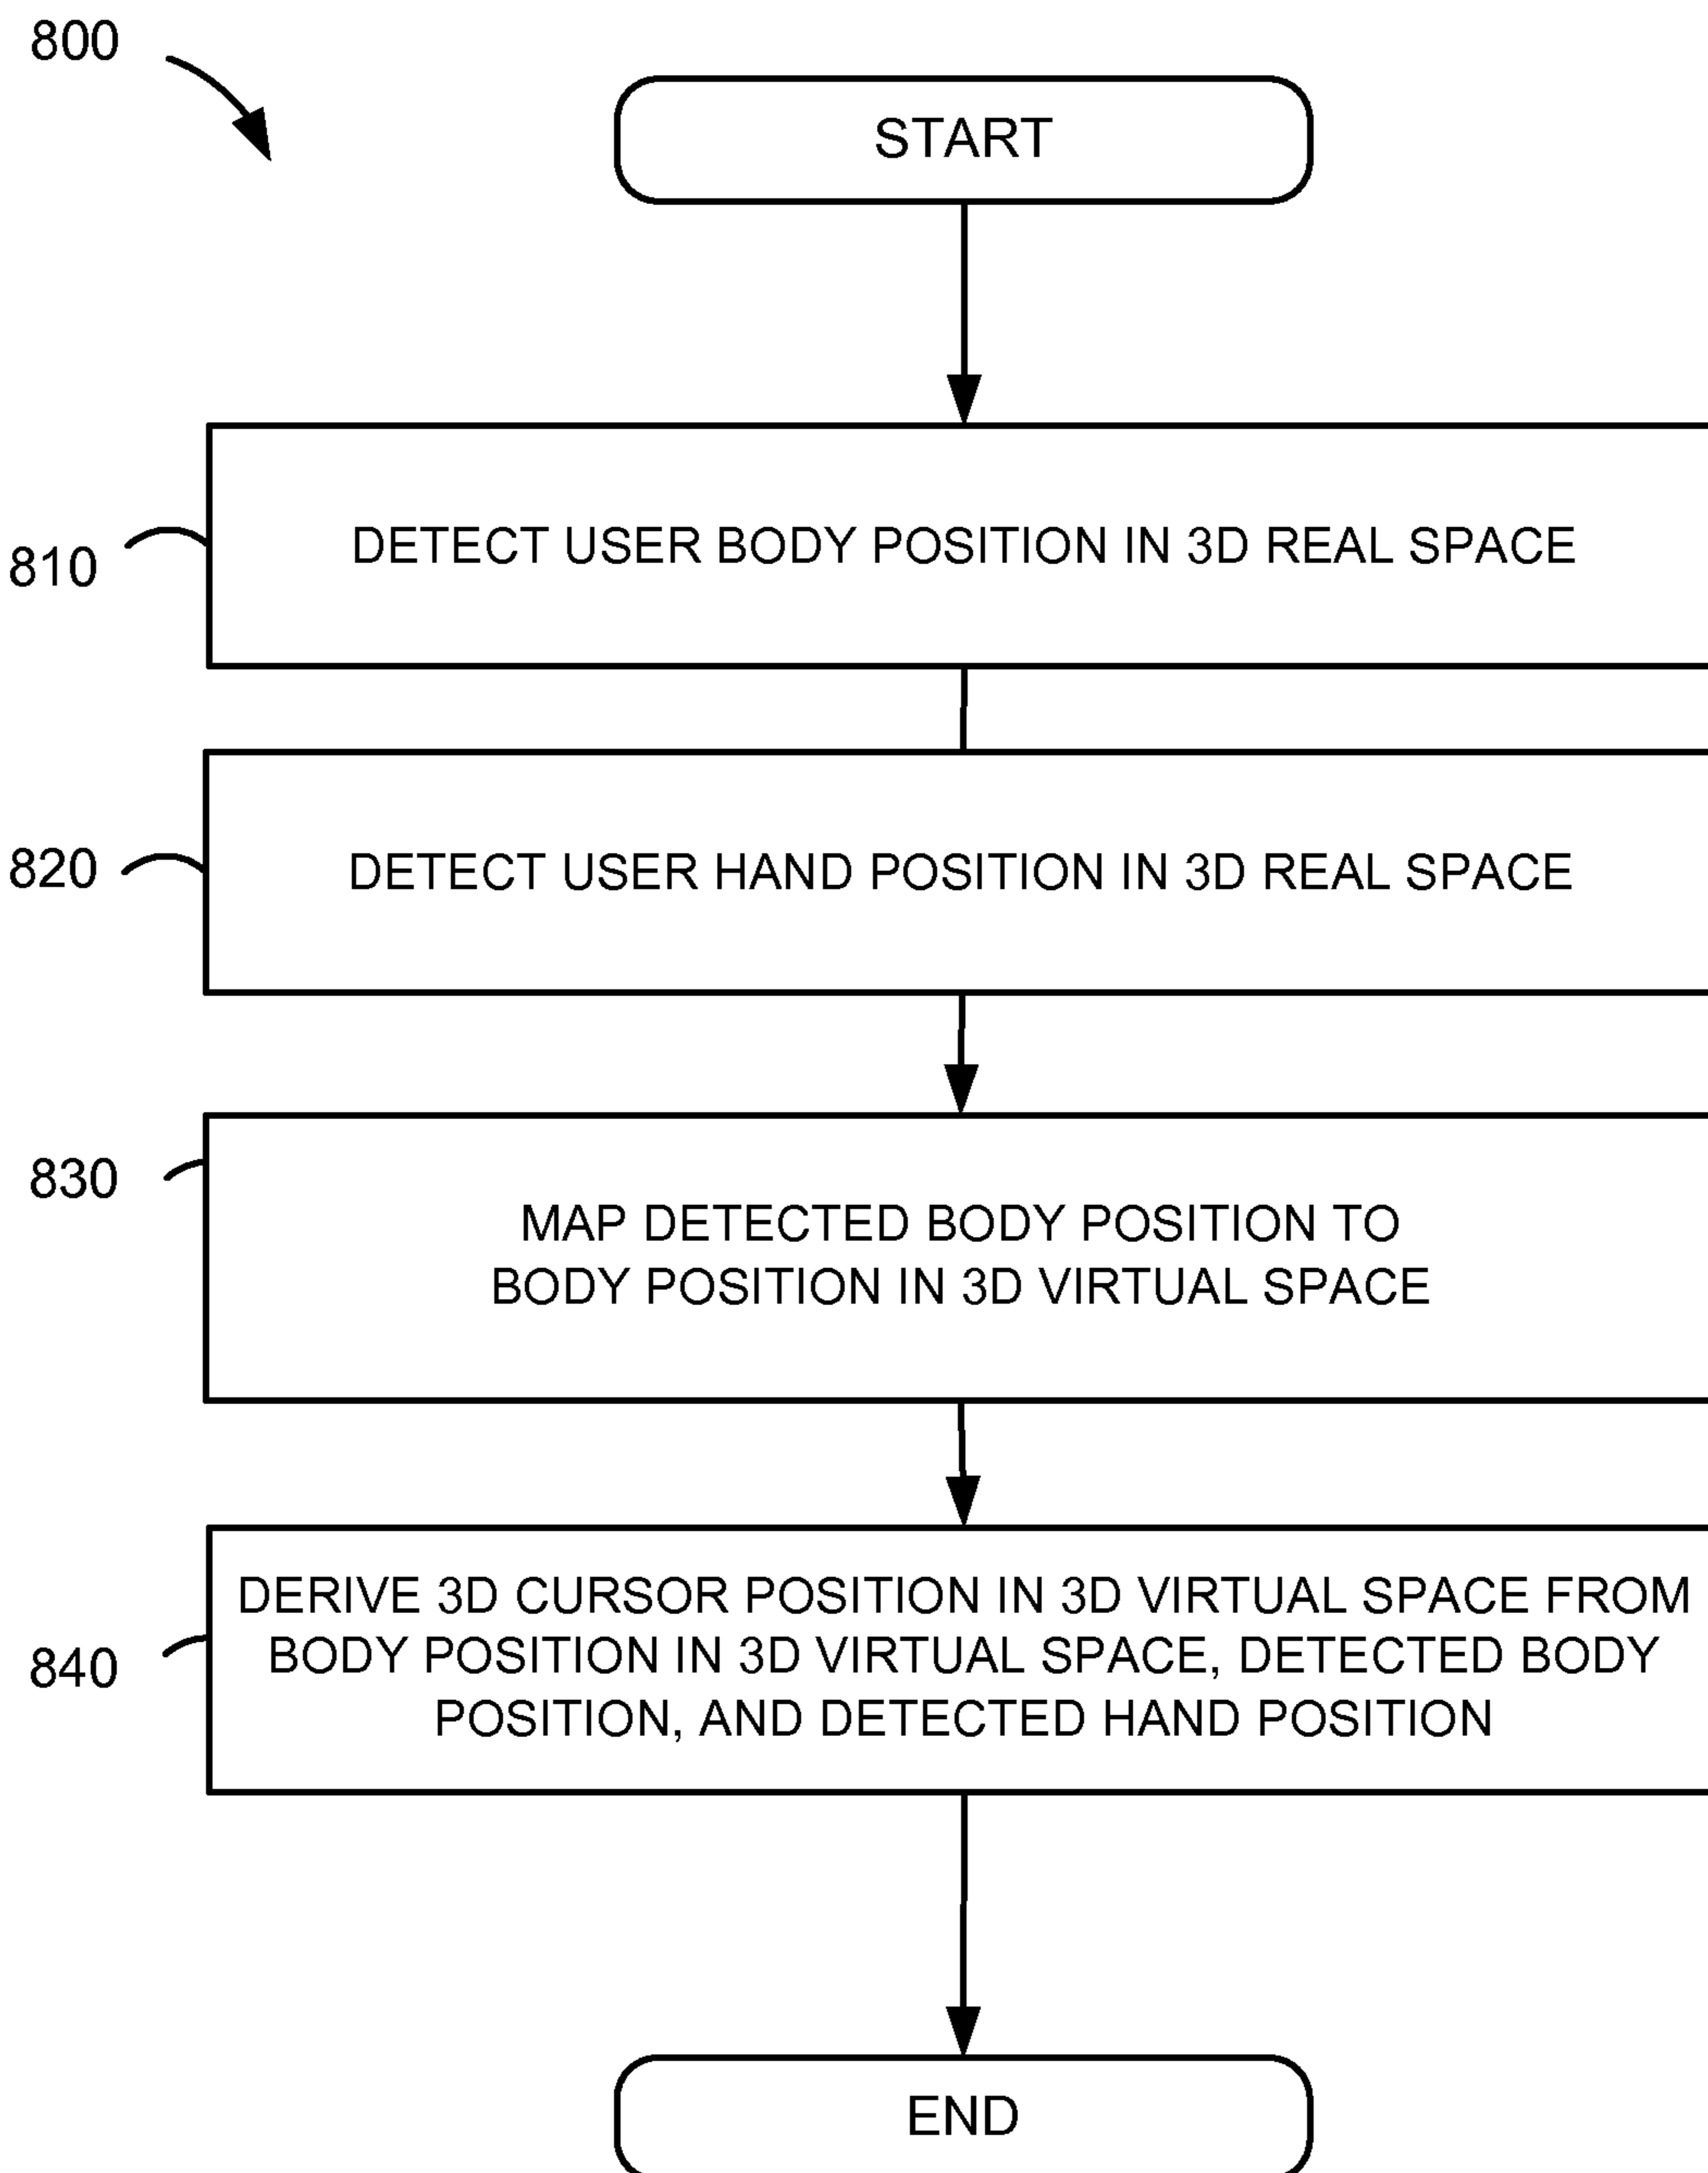 800
START
810
DETECT USER BODY POSITION IN 3D REAL SPACE
820
DETECT USER HAND POSITION IN 3D REAL SPACE
830
MAP DETECTED BODY POSITION TO
BODY POSITION IN 3D VIRTUAL SPACE
840
DERIVE 3D CURSOR POSITION IN 3D VIRTUAL SPACE FROM
BODY POSITION IN 3D VIRTUAL SPACE, DETECTED BODY
POSITION, AND DETECTED HAND POSITION
END